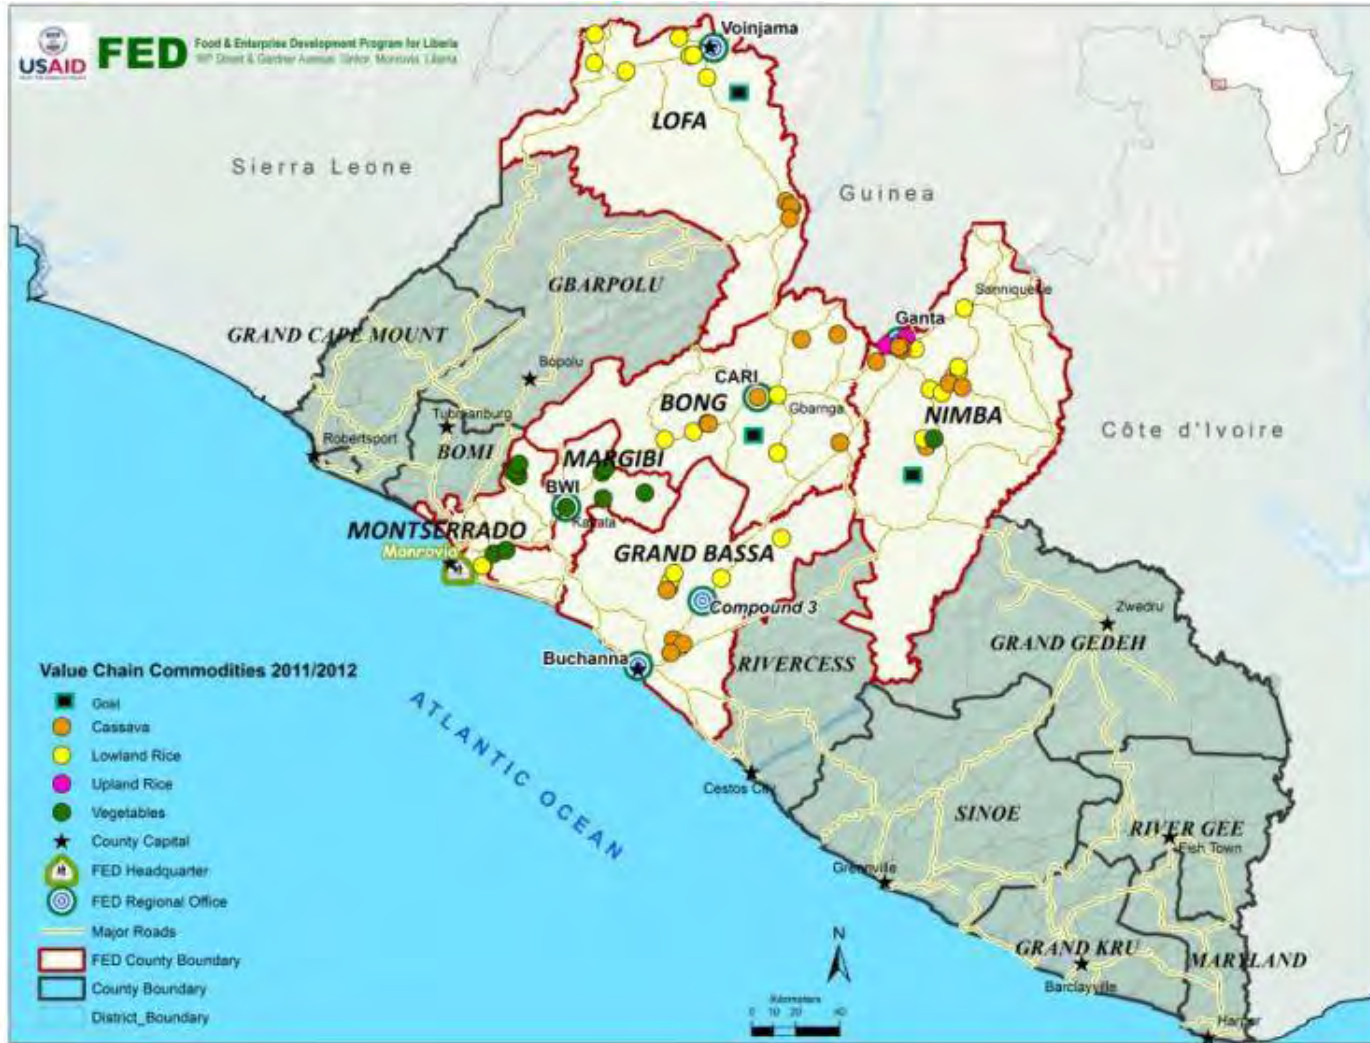 USAID
FED
Food & Enterprise Development Program for Liberia
Sierra Leone
Guinea
Côte d'Ivoire
ATLANTIC OCEAN
Voinjama
LOFA
GBARPOLU
GRAND CAPE MOUNT
Bopolu
Tubmanburg
BOMI
Robertsport
Sanniquellie
Ganta
CARI
BONG
Gbarnga
NIMBA
MARGIBI
BWI
Kakata
MONTSERRADO
Monrovia
GRAND BASSA
Compound 3
Buchanna
RIVERCESS
Cestos City
GRAND GEDEH
Zwedru
SINOE
Greenville
RIVER GEE
Fish Town
GRAND KRU
Barclayville
MARYLAND
Harper
Value Chain Commodities 2011/2012
Goat
Cassava
Lowland Rice
Upland Rice
Vegetables
County Capital
FED Headquarter
FED Regional Office
Major Roads
FED County Boundary
County Boundary
District_Boundary
N
Kilometers
0 10 20 40